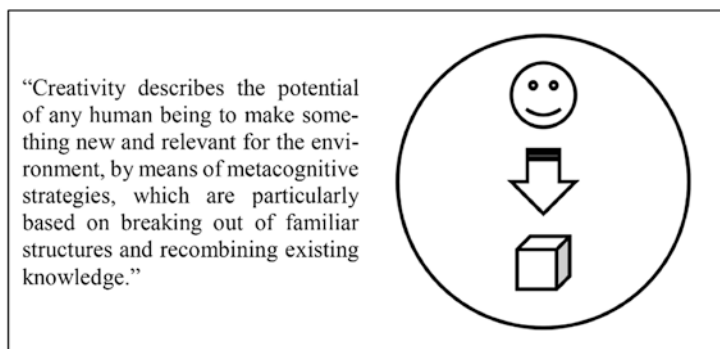 “Creativity describes the potential
of any human being to make some-
thing new and relevant for the envi-
ronment, by means of metacognitive
strategies, which are particularly
based on breaking out of familiar
structures and recombining existing
knowledge.”